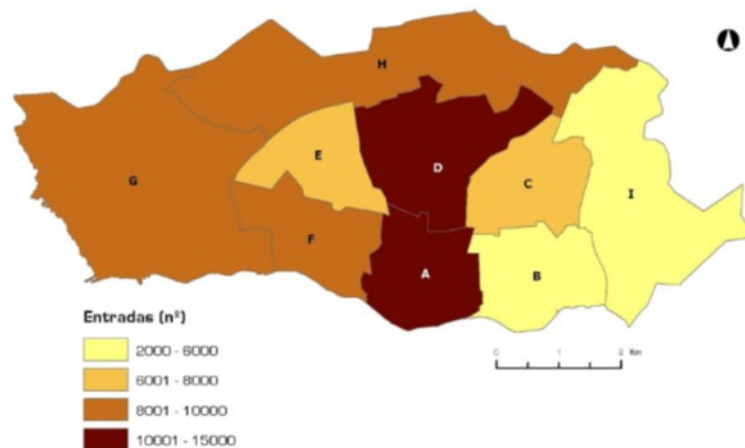 H
E
D
C
G
I
F
A
B
Entradas (nº)
2000 - 6000
6001 - 8000
8001 - 10000
10001 - 15000
0 1 2 Km